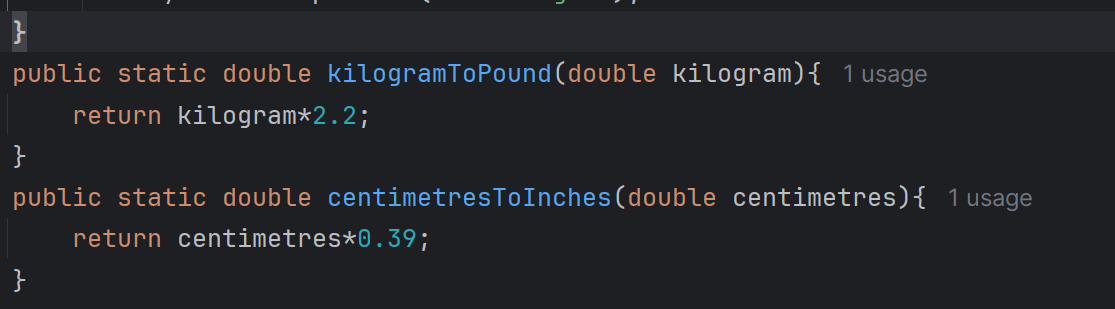 }
public static double kilogramToPound(double kilogram){ 1 usage
    return kilogram*2.2;
}
public static double centimetresToInches(double centimetres){ 1 usage
    return centimetres*0.39;
}